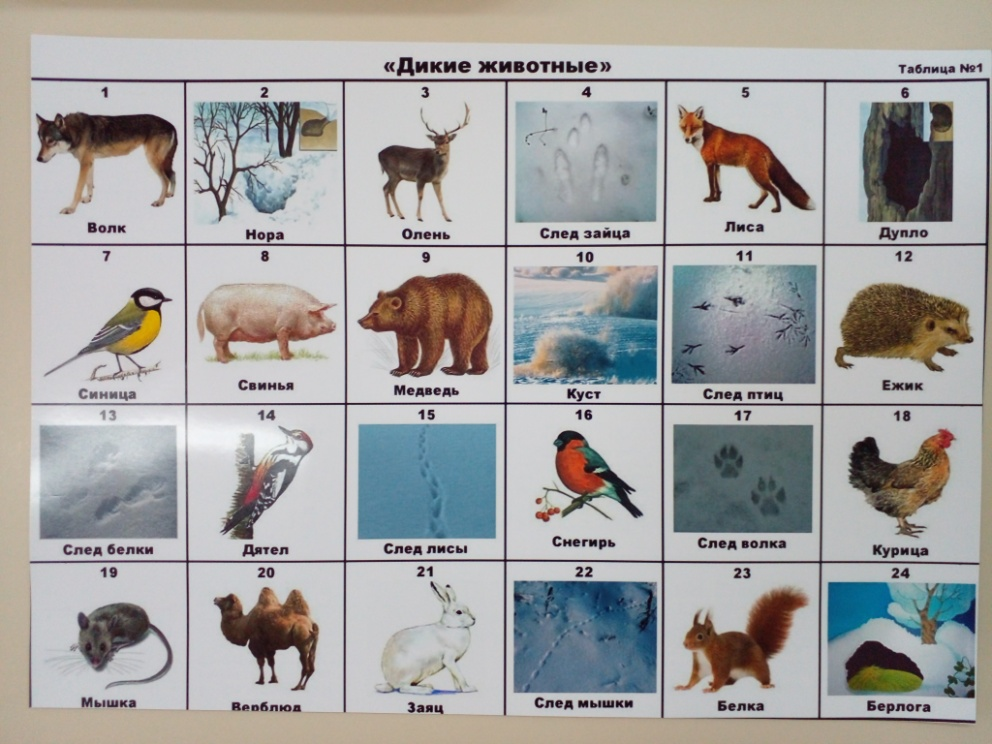 «Дикие животные»
Таблица №1
1 2 3 4 5 6
Волк Нора Олень След зайца Лиса Дупло
7 8 9 10 11 12
Синица Свинья Медведь Куст След птиц Ежик
13 14 15 16 17 18
След белки Дятел След лисы Снегирь След волка Курица
19 20 21 22 23 24
Мышка Верблюд Заяц След мышки Белка Берлога